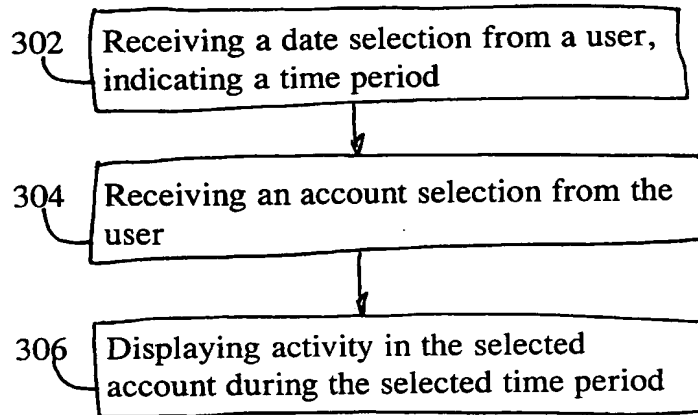 302 Receiving a date selection from a user,
indicating a time period
304 Receiving an account selection from the
user
306 Displaying activity in the selected
account during the selected time period